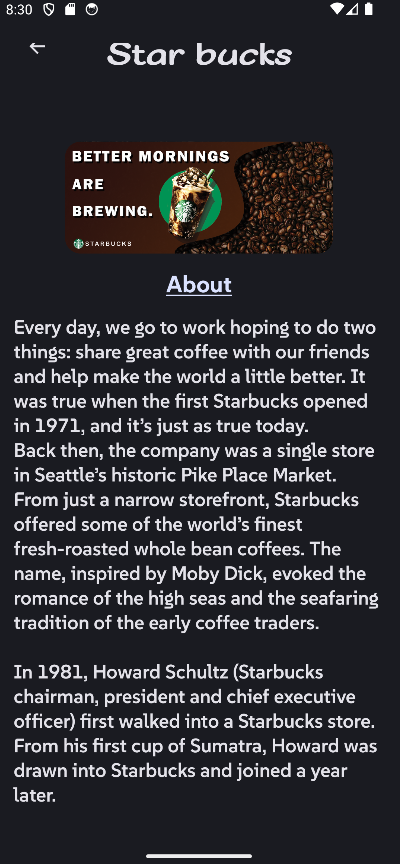 8:30
Star bucks
BETTER MORNINGS
ARE
BREWING.
STARBUCKS
About
Every day, we go to work hoping to do two
things: share great coffee with our friends
and help make the world a little better. It
was true when the first Starbucks opened
in 1971, and it’s just as true today.
Back then, the company was a single store
in Seattle’s historic Pike Place Market.
From just a narrow storefront, Starbucks
offered some of the world’s finest
fresh-roasted whole bean coffees. The
name, inspired by Moby Dick, evoked the
romance of the high seas and the seafaring
tradition of the early coffee traders.
In 1981, Howard Schultz (Starbucks
chairman, president and chief executive
officer) first walked into a Starbucks store.
From his first cup of Sumatra, Howard was
drawn into Starbucks and joined a year
later.